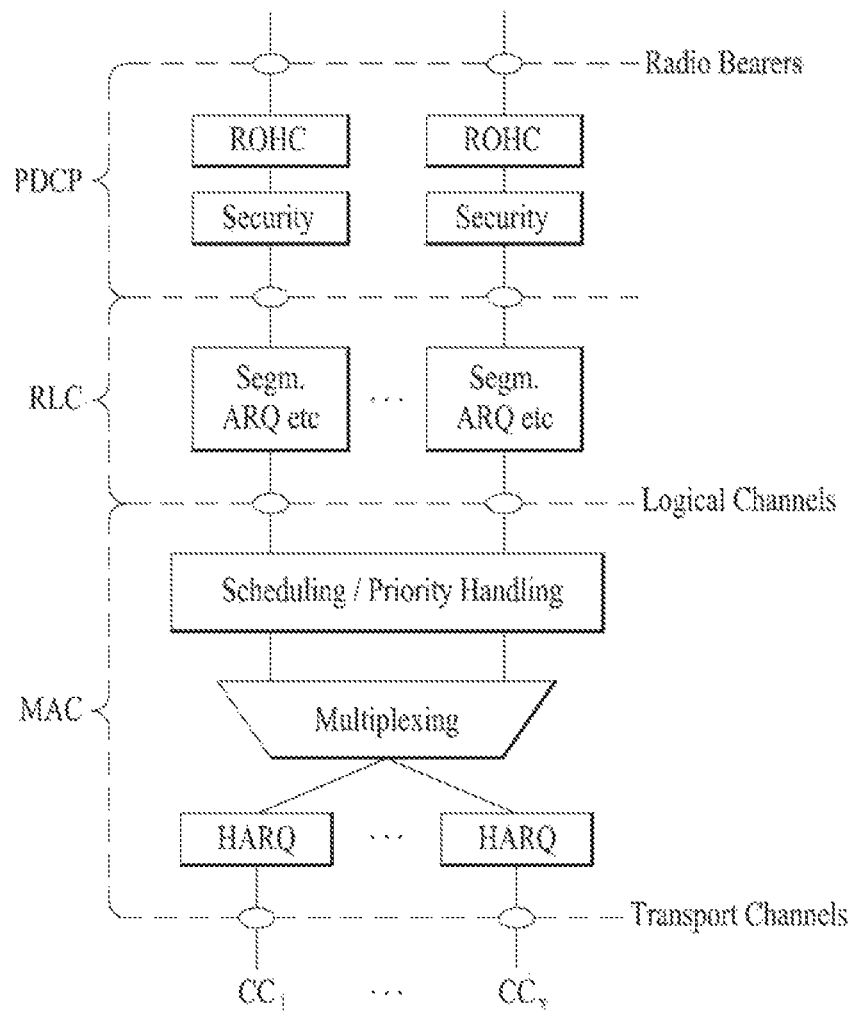 Radio Bearers
ROHC
ROHC
PDCP
Security
Security
Segm.
ARQ etc
...
Segm.
ARQ etc
RLC
Logical Channels
Scheduling / Priority Handling
MAC
Multiplexing
HARQ
...
HARQ
Transport Channels
CC₁
...
CCₓ